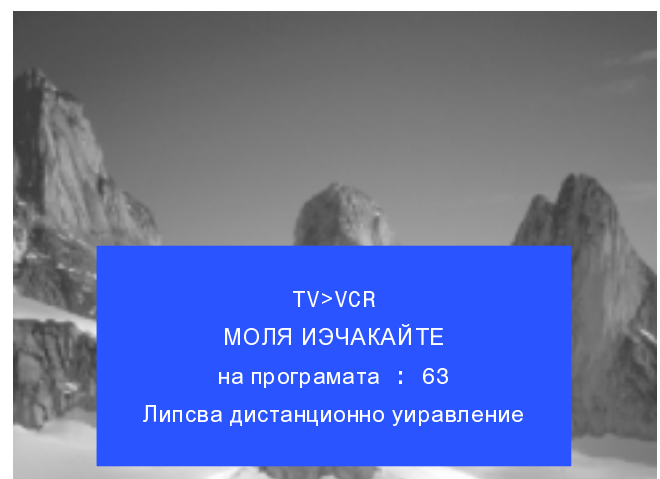 TV>VCR
МОЛЯ ИЭЧАКАЙТЕ
на програмата : 63
Липсва дистанционно уиравление